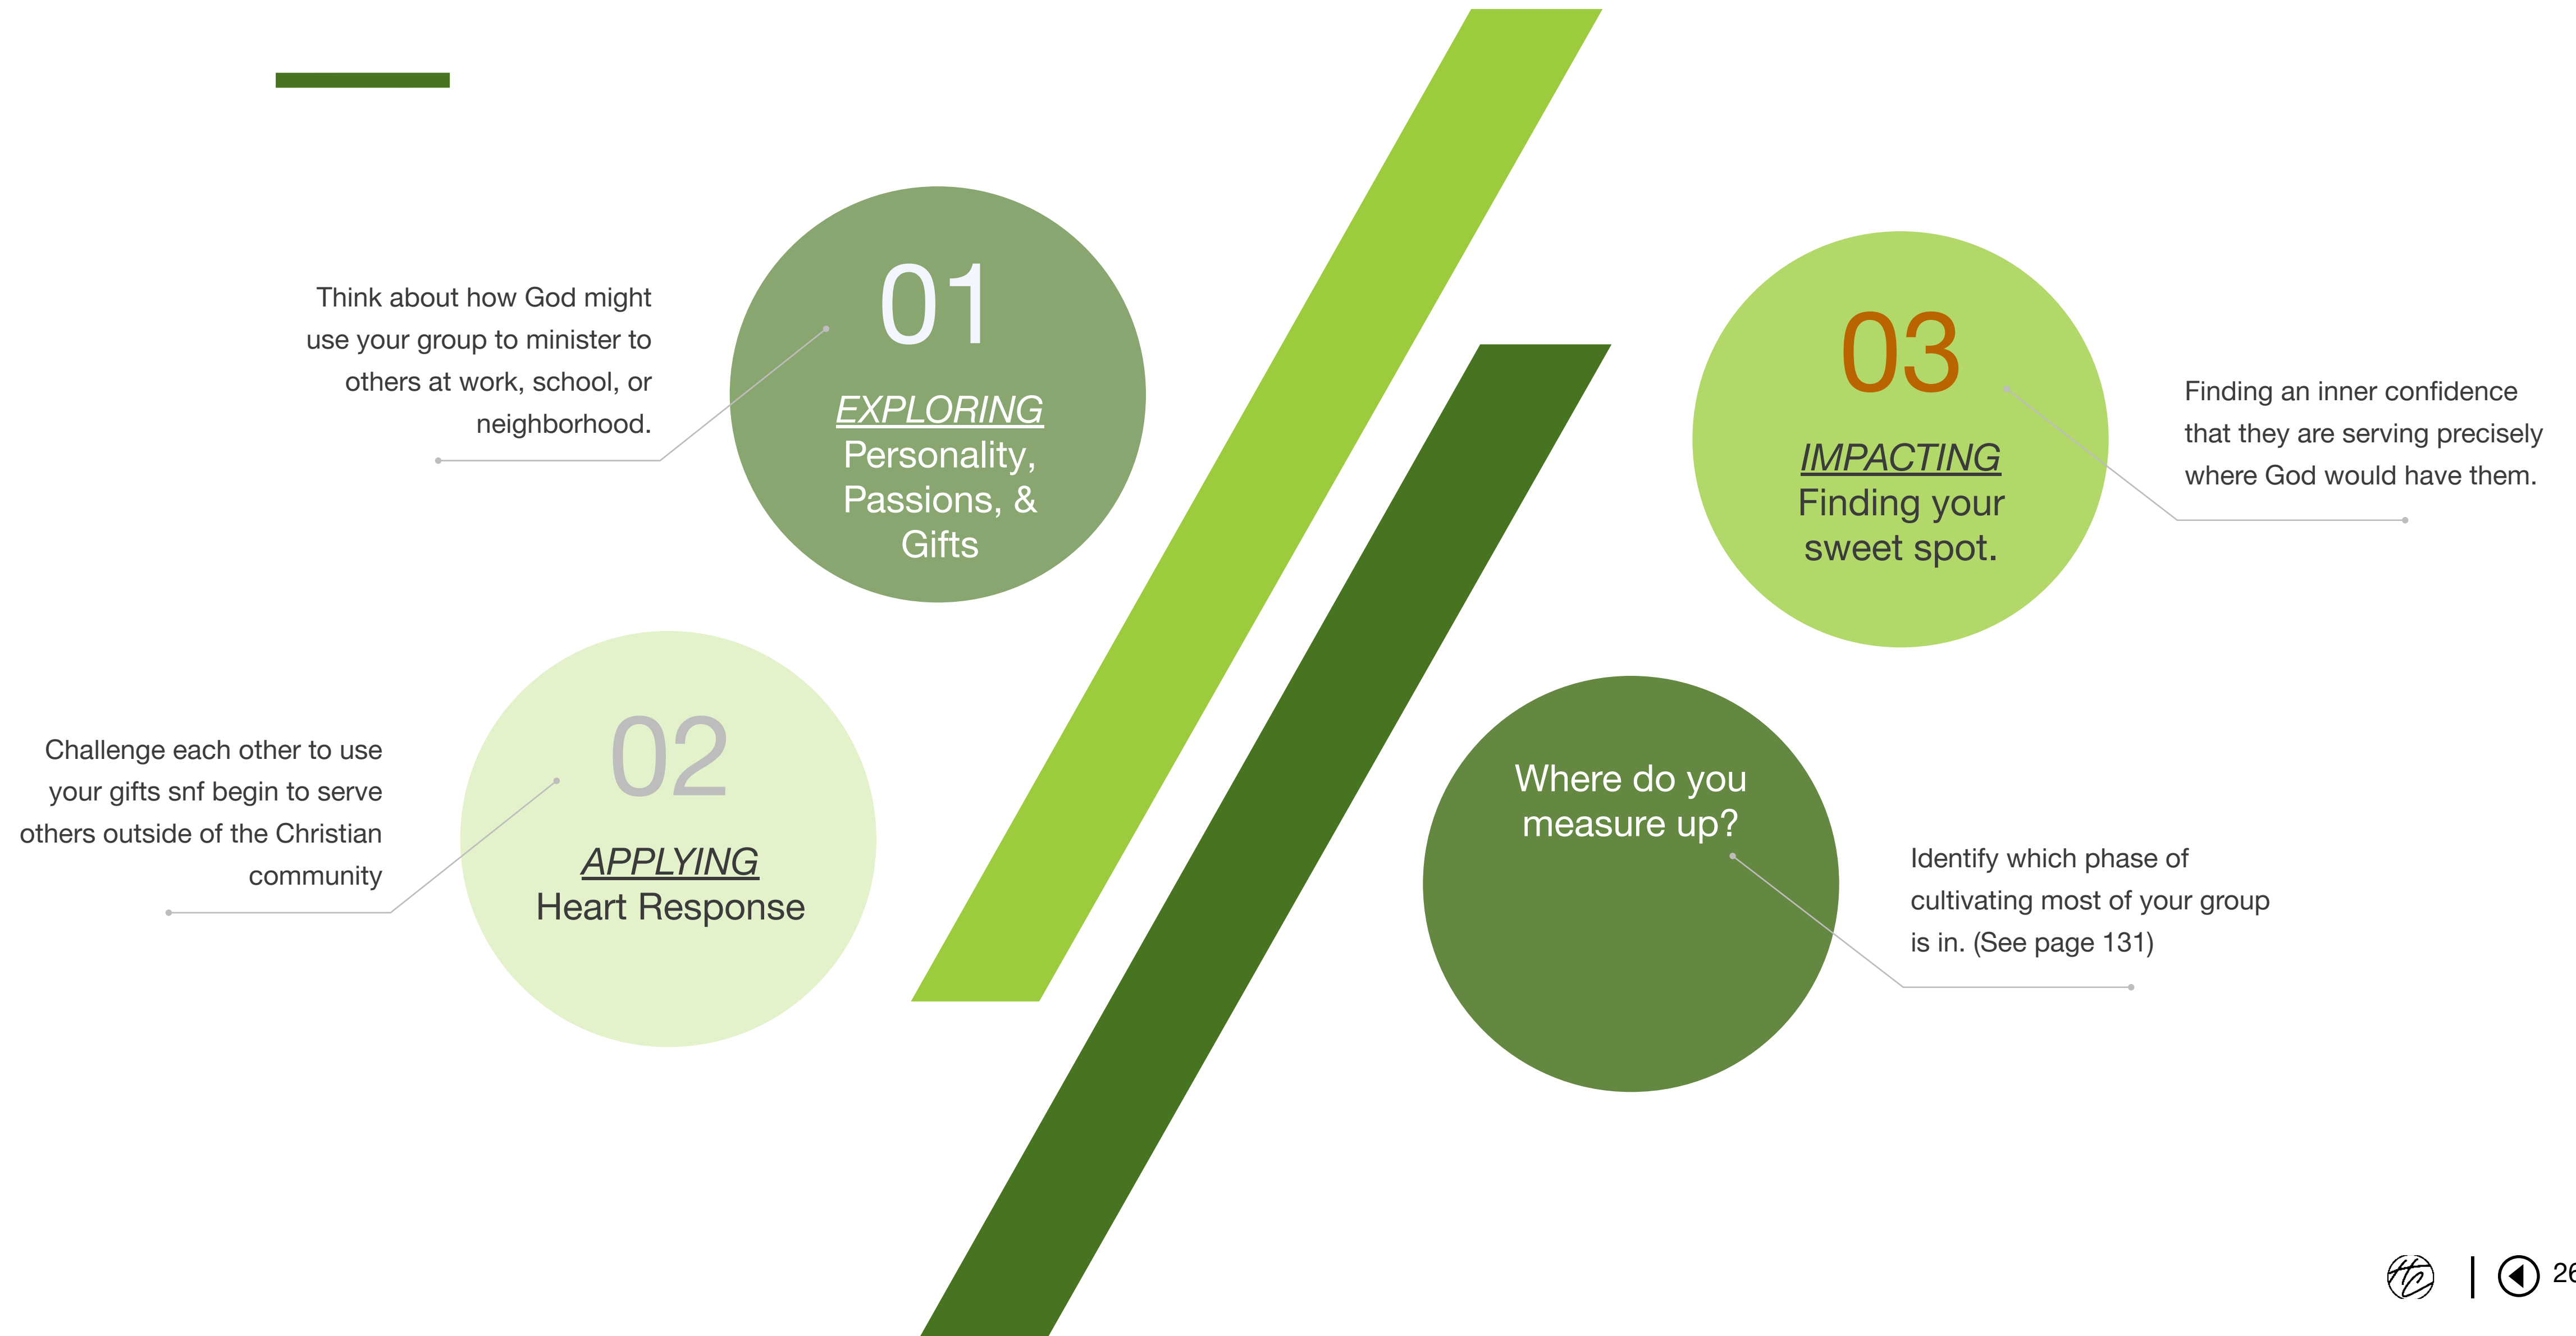 Think about how God might
use your group to minister to
others at work, school, or
neighborhood.
01
EXPLORING
Personality,
Passions, &
Gifts
Challenge each other to use
your gifts snf begin to serve
others outside of the Christian
community
02
APPLYING
Heart Response
03
IMPACTING
Finding your
sweet spot.
Finding an inner confidence
that they are serving precisely
where God would have them.
Where do you
measure up?
Identify which phase of
cultivating most of your group
is in. (See page 131)
26